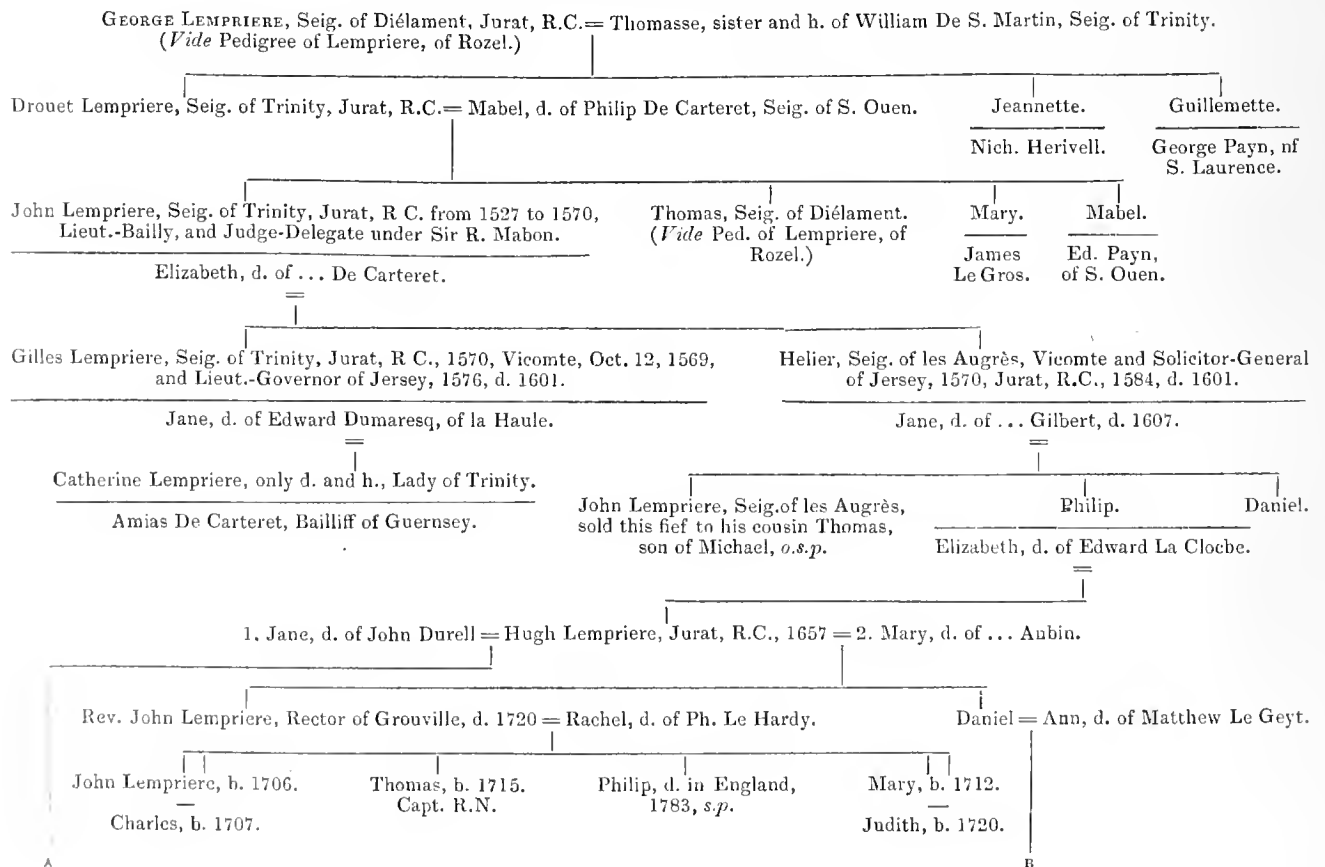 GEORGE LEMPRIERE, Seig. of Diélament, Jurat, R.C. = Thomasse, sister and h. of William De S. Martin, Seig. of Trinity.
(Vide Pedigree of Lempriere, of Rozel.)
Drouet Lempriere, Seig. of Trinity, Jurat, R.C. = Mabel, d. of Philip De Carteret, Seig. of S. Ouen.
Jeannette.
Nich. Herivell.
Guillemette.
George Payn, nf
S. Laurence.
John Lempriere, Seig. of Trinity, Jurat, R C. from 1527 to 1570,
Lieut.-Bailly, and Judge-Delegate under Sir R. Mabon.
Elizabeth, d. of ... De Carteret.
=
Thomas, Seig. of Diélament.
(Vide Ped. of Lempriere, of
Rozel.)
Mary.
James
Le Gros.
Mabel.
Ed. Payn,
of S. Ouen.
Gilles Lempriere, Seig. of Trinity, Jurat, R C., 1570, Vicomte, Oct. 12, 1569,
and Lieut.-Governor of Jersey, 1576, d. 1601.
Jane, d. of Edward Dumaresq, of la Haule.
=
Helier, Seig. of les Augrès, Vicomte and Solicitor-General
of Jersey, 1570, Jurat, R.C., 1584, d. 1601.
Jane, d. of ... Gilbert, d. 1607.
=
Catherine Lempriere, only d. and h., Lady of Trinity.
Amias De Carteret, Bailliff of Guernsey.
John Lempriere, Seig.of les Augrès,
sold this fief to his cousin Thomas,
son of Michael, o.s.p.
Philip.
Elizabeth, d. of Edward La Clocbe.
=
Daniel.
1. Jane, d. of John Durell = Hugh Lempriere, Jurat, R.C., 1657 = 2. Mary, d. of ... Aubin.
Rev. John Lempriere, Rector of Grouville, d. 1720 = Rachel, d. of Ph. Le Hardy.
Daniel = Ann, d. of Matthew Le Geyt.
John Lempriere, b. 1706.
Charles, b. 1707.
Thomas, b. 1715.
Capt. R.N.
Philip, d. in England,
1783, s.p.
Mary, b. 1712.
Judith, b. 1720.
A
B